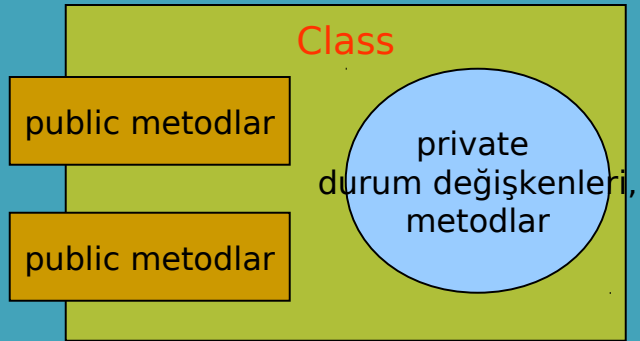 Class
public metodlar
private
durum değişkenleri,
metodlar
public metodlar